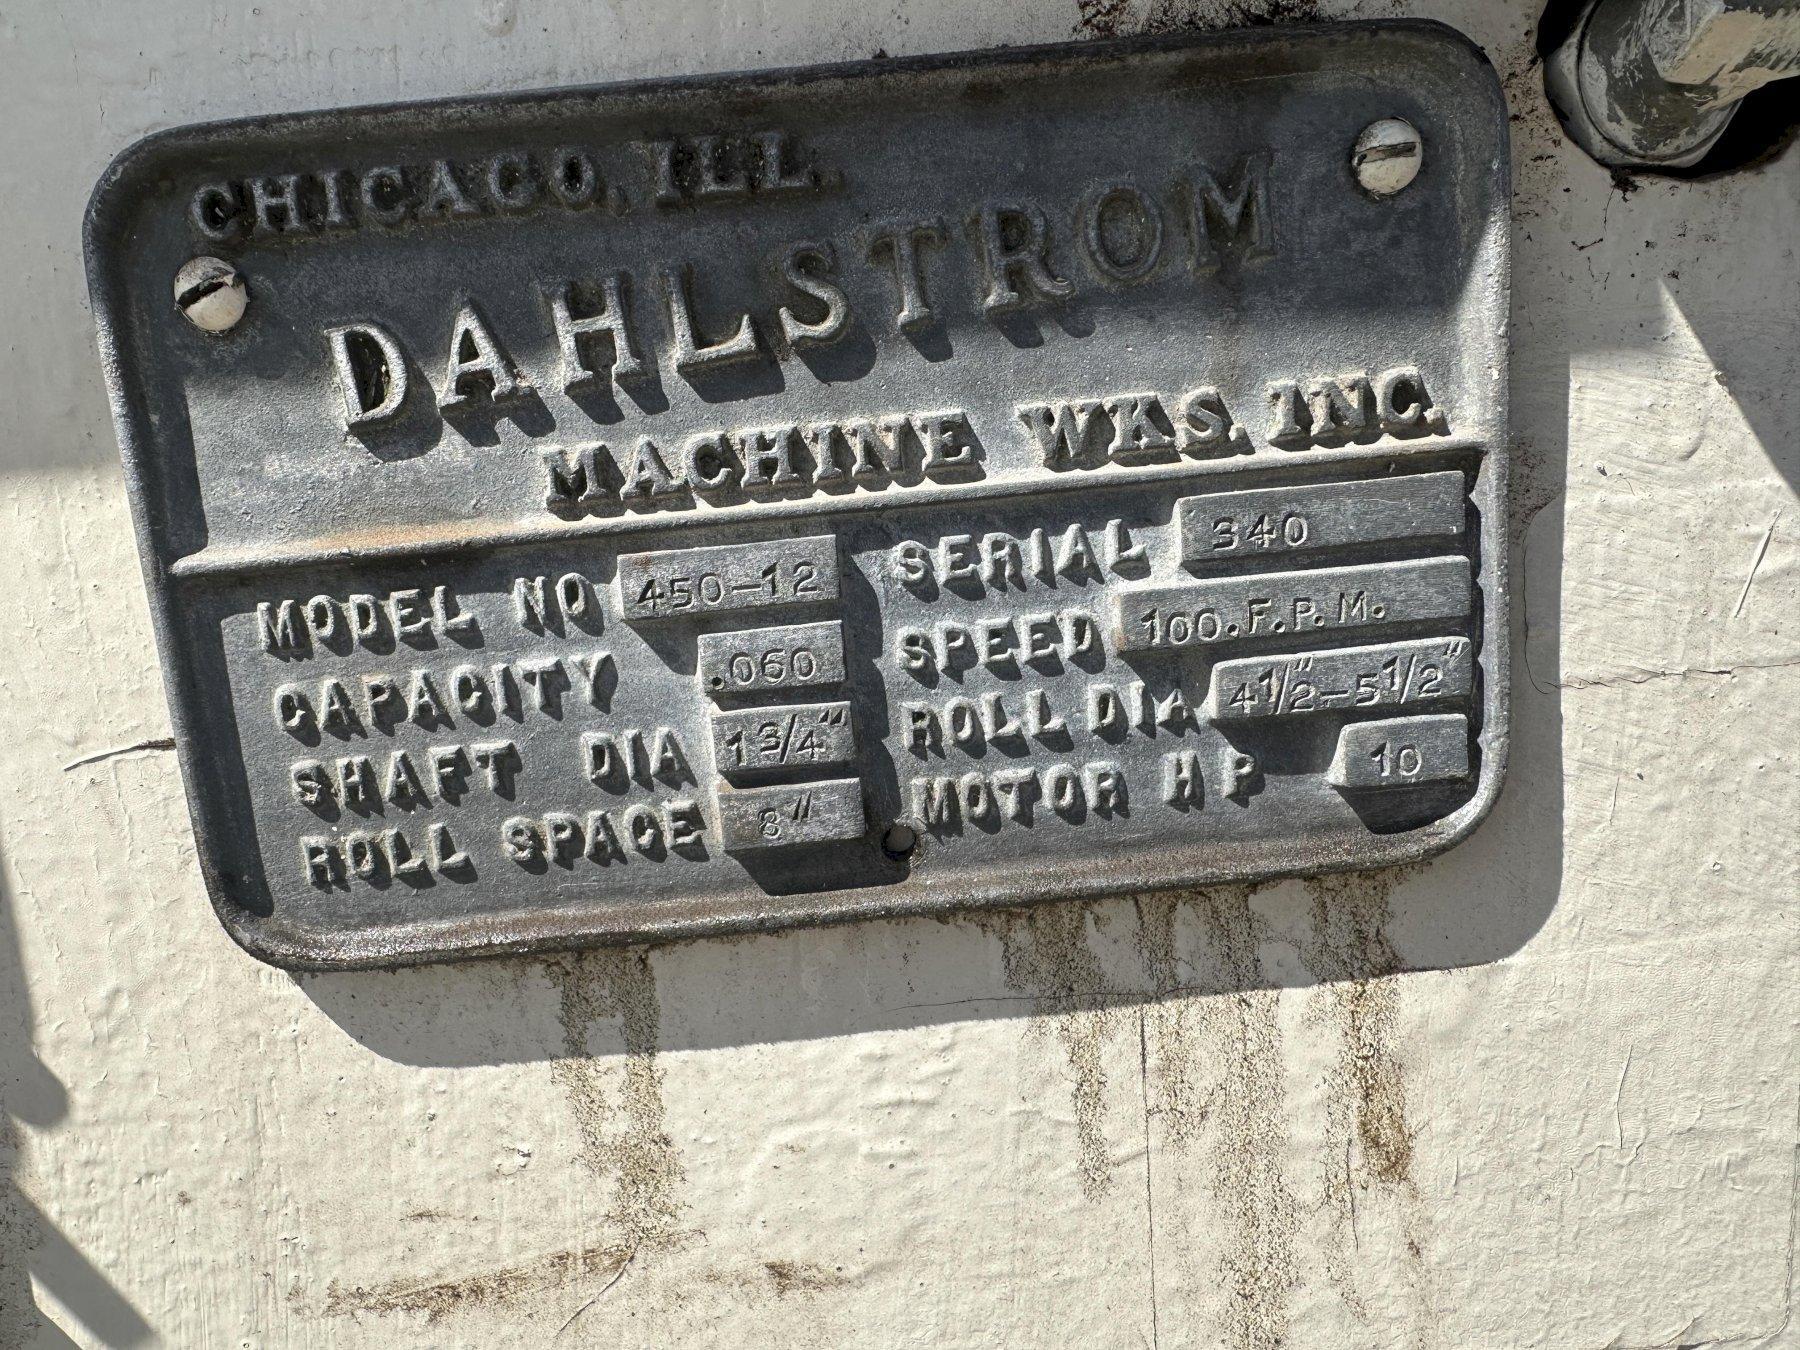 CHICAGO, ILL.
DAHLSTROM
MACHINE WKS. INC.
MODEL NO 450-12
CAPACITY .060
SHAFT DIA 1 3/4"
ROLL SPACE 8"
SERIAL 340
SPEED 100.F.P.M.
ROLL DIA 4 1/2"-5 1/2"
MOTOR HP 10